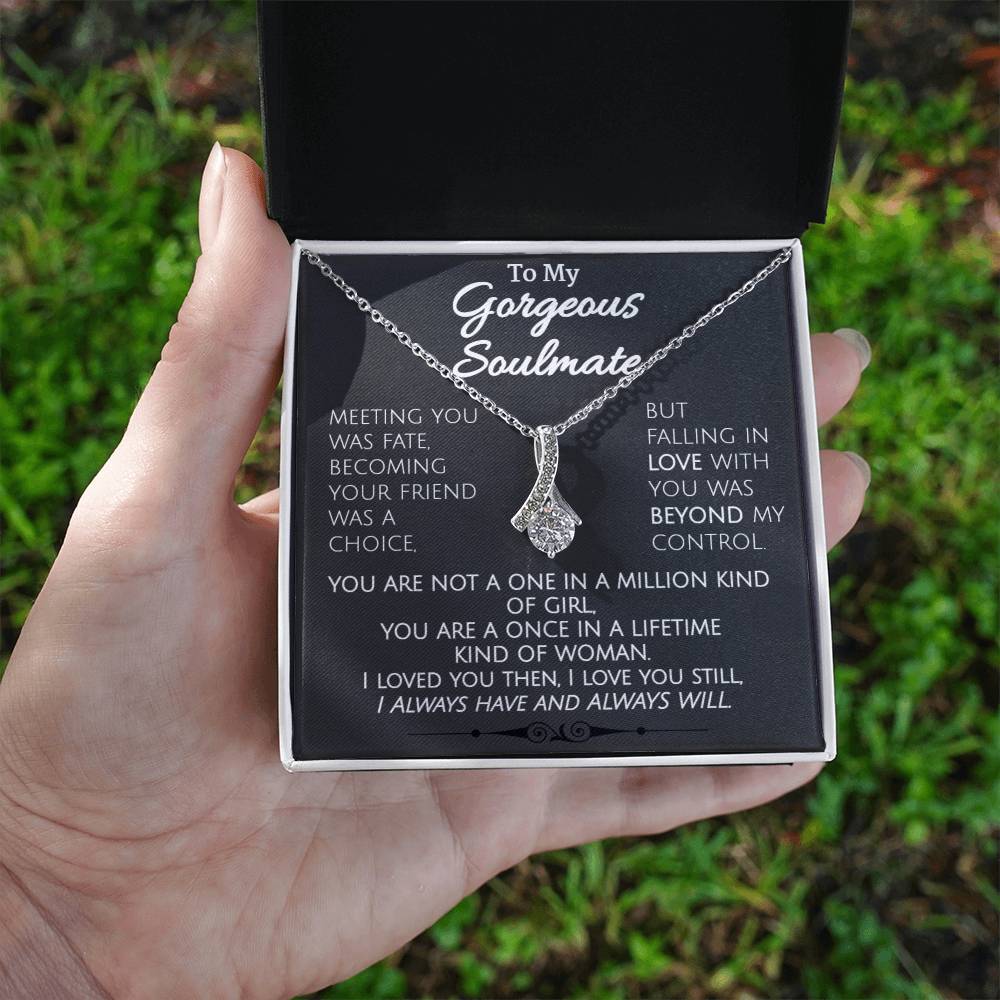 To My
Gorgeous
Soulmate
MEETING YOU
WAS FATE,
BECOMING
YOUR FRIEND
WAS A
CHOICE,
BUT
FALLING IN
LOVE WITH
YOU WAS
BEYOND MY
CONTROL.
YOU ARE NOT A ONE IN A MILLION KIND
OF GIRL,
YOU ARE A ONCE IN A LIFETIME
KIND OF WOMAN.
I LOVED YOU THEN, I LOVE YOU STILL,
I ALWAYS HAVE AND ALWAYS WILL.